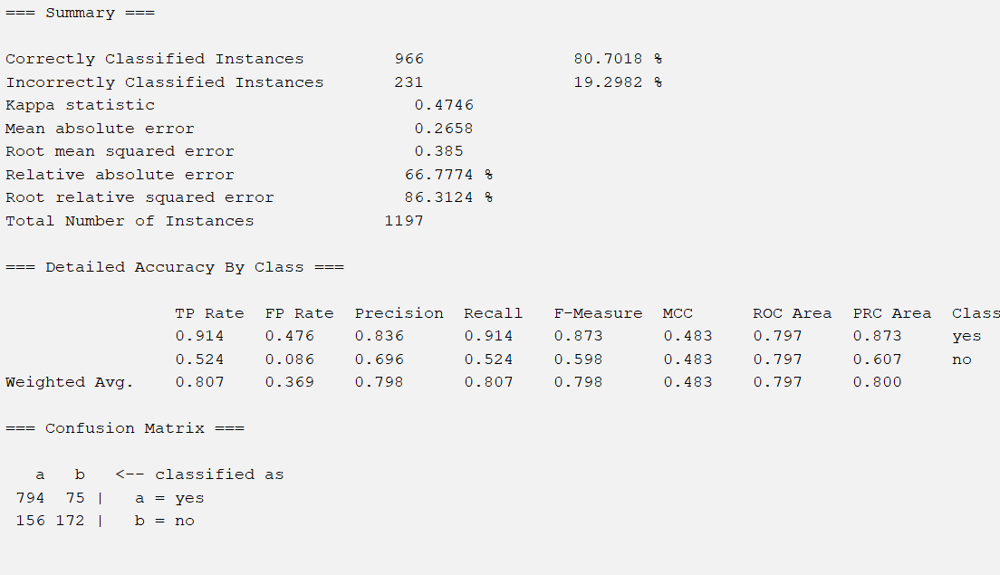 === Summary ===
Correctly Classified Instances 966 80.7018 %
Incorrectly Classified Instances 231 19.2982 %
Kappa statistic 0.4746
Mean absolute error 0.2658
Root mean squared error 0.385
Relative absolute error 66.7774 %
Root relative squared error 86.3124 %
Total Number of Instances 1197
=== Detailed Accuracy By Class ===
TP Rate FP Rate Precision Recall F-Measure MCC ROC Area PRC Area Class
0.914 0.476 0.836 0.914 0.873 0.483 0.797 0.873 yes
0.524 0.086 0.696 0.524 0.598 0.483 0.797 0.607 no
Weighted Avg. 0.807 0.369 0.798 0.807 0.798 0.483 0.797 0.800
=== Confusion Matrix ===
a b <-- classified as
794 75 | a = yes
156 172 | b = no